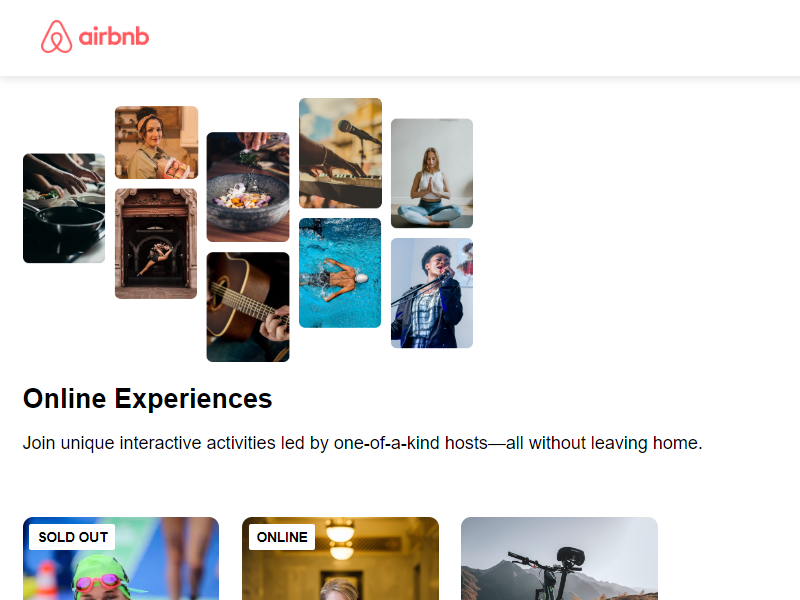 airbnb
Online Experiences
Join unique interactive activities led by one-of-a-kind hosts—all without leaving home.
SOLD OUT
ONLINE